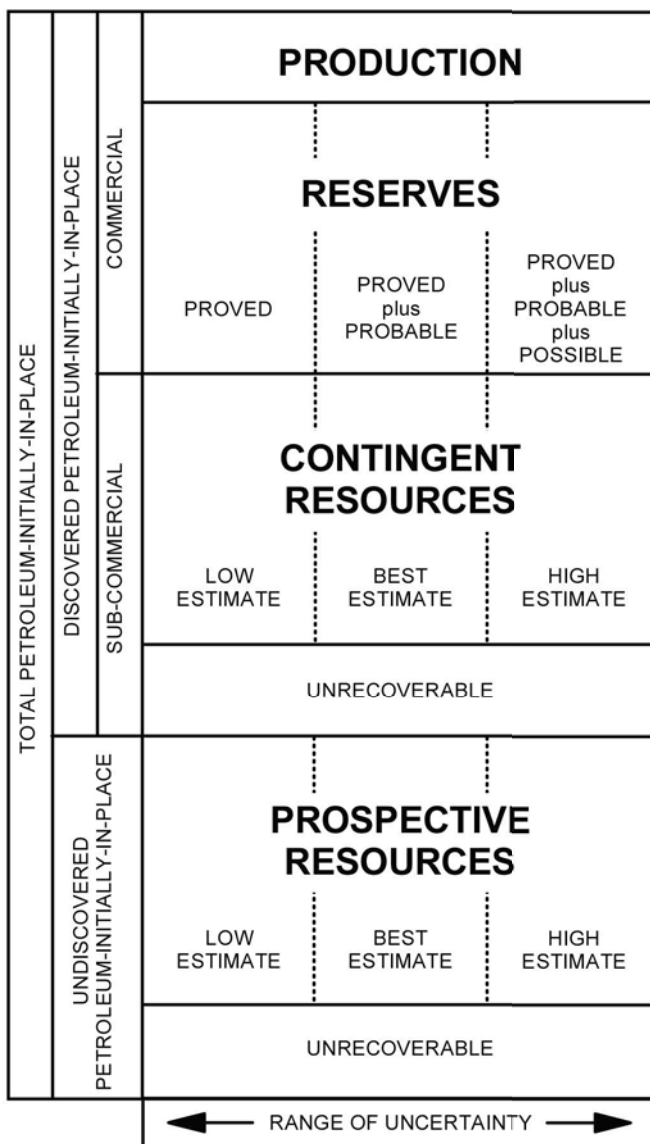 TOTAL PETROLEUM-INITIALLY-IN-PLACE
DISCOVERED PETROLEUM-INITIALLY-IN-PLACE
COMMERCIAL
PRODUCTION
RESERVES
PROVED
PROVED
plus
PROBABLE
PROVED
plus
PROBABLE
plus
POSSIBLE
SUB-COMMERCIAL
CONTINGENT
RESOURCES
LOW
ESTIMATE
BEST
ESTIMATE
HIGH
ESTIMATE
UNRECOVERABLE
UNDISCOVERED
PETROLEUM-INITIALLY-IN-PLACE
PROSPECTIVE
RESOURCES
LOW
ESTIMATE
BEST
ESTIMATE
HIGH
ESTIMATE
UNRECOVERABLE
RANGE OF UNCERTAINTY